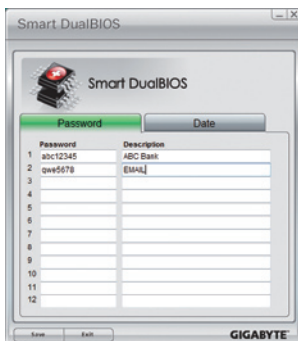 Smart DualBIOS
Smart DualBIOS
Password Date
Password Description
1 abc12345 ABC Bank
2 qwe5678 EMAIL
3
4
5
6
7
8
9
10
11
12
Save Exit GIGABYTE